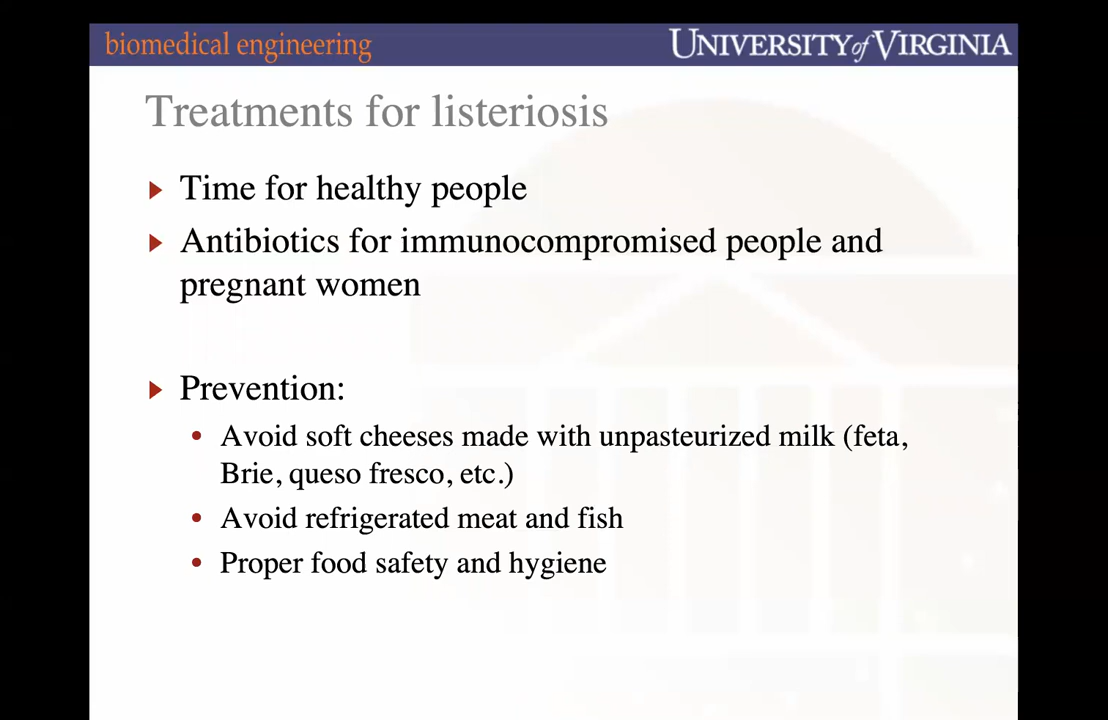 biomedical engineering
UNIVERSITY of VIRGINIA
Treatments for listeriosis
Time for healthy people
Antibiotics for immunocompromised people and
pregnant women
Prevention:
Avoid soft cheeses made with unpasteurized milk (feta,
Brie, queso fresco, etc.)
Avoid refrigerated meat and fish
Proper food safety and hygiene